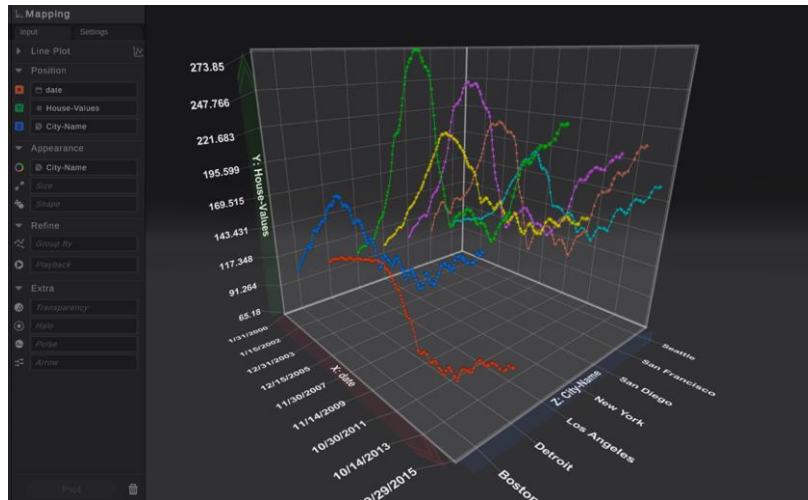 Mapping
Input Settings
Line Plot
Position
date
House-Values
City-Name
Appearance
City-Name
Size
Shape
Refine
Group By
Playback
Extra
Transparency
Halo
Pulse
Arrow
Plot
273.85
247.766
221.683
195.599
169.515
143.431
117.348
91.264
65.18
Y: House-Values
1/31/2000
1/15/2002
12/31/2003
12/15/2005
11/30/2007
11/14/2009
10/30/2011
10/14/2013
9/29/2015
X: date
Boston
Detroit
Los Angeles
New York
San Diego
San Francisco
Seattle
Z: City-Name